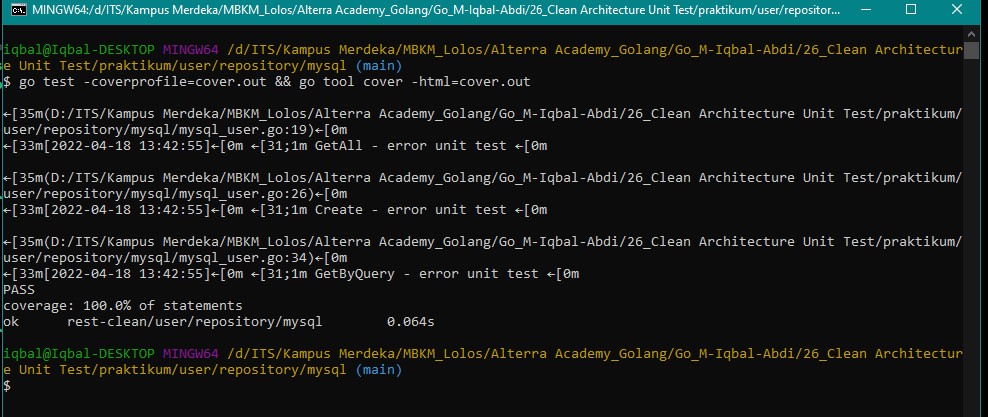 MINGW64:/d/ITS/Kampus Merdeka/MBKM_Lolos/Alterra Academy_Golang/Go_M-Iqbal-Abdi/26_Clean Architecture Unit Test/praktikum/user/repositor...
iqbal@Iqbal-DESKTOP MINGW64 /d/ITS/Kampus Merdeka/MBKM_Lolos/Alterra Academy_Golang/Go_M-Iqbal-Abdi/26_Clean Architectur
e Unit Test/praktikum/user/repository/mysql (main)
$ go test -coverprofile=cover.out && go tool cover -html=cover.out
←[35m(D:/ITS/Kampus Merdeka/MBKM_Lolos/Alterra Academy_Golang/Go_M-Iqbal-Abdi/26_Clean Architecture Unit Test/praktikum/
user/repository/mysql/mysql_user.go:19)←[0m
←[33m[2022-04-18 13:42:55]←[0m ←[31;1m GetAll - error unit test ←[0m
←[35m(D:/ITS/Kampus Merdeka/MBKM_Lolos/Alterra Academy_Golang/Go_M-Iqbal-Abdi/26_Clean Architecture Unit Test/praktikum/
user/repository/mysql/mysql_user.go:26)←[0m
←[33m[2022-04-18 13:42:55]←[0m ←[31;1m Create - error unit test ←[0m
←[35m(D:/ITS/Kampus Merdeka/MBKM_Lolos/Alterra Academy_Golang/Go_M-Iqbal-Abdi/26_Clean Architecture Unit Test/praktikum/
user/repository/mysql/mysql_user.go:34)←[0m
←[33m[2022-04-18 13:42:55]←[0m ←[31;1m GetByQuery - error unit test ←[0m
PASS
coverage: 100.0% of statements
ok      rest-clean/user/repository/mysql        0.064s
iqbal@Iqbal-DESKTOP MINGW64 /d/ITS/Kampus Merdeka/MBKM_Lolos/Alterra Academy_Golang/Go_M-Iqbal-Abdi/26_Clean Architectur
e Unit Test/praktikum/user/repository/mysql (main)
$